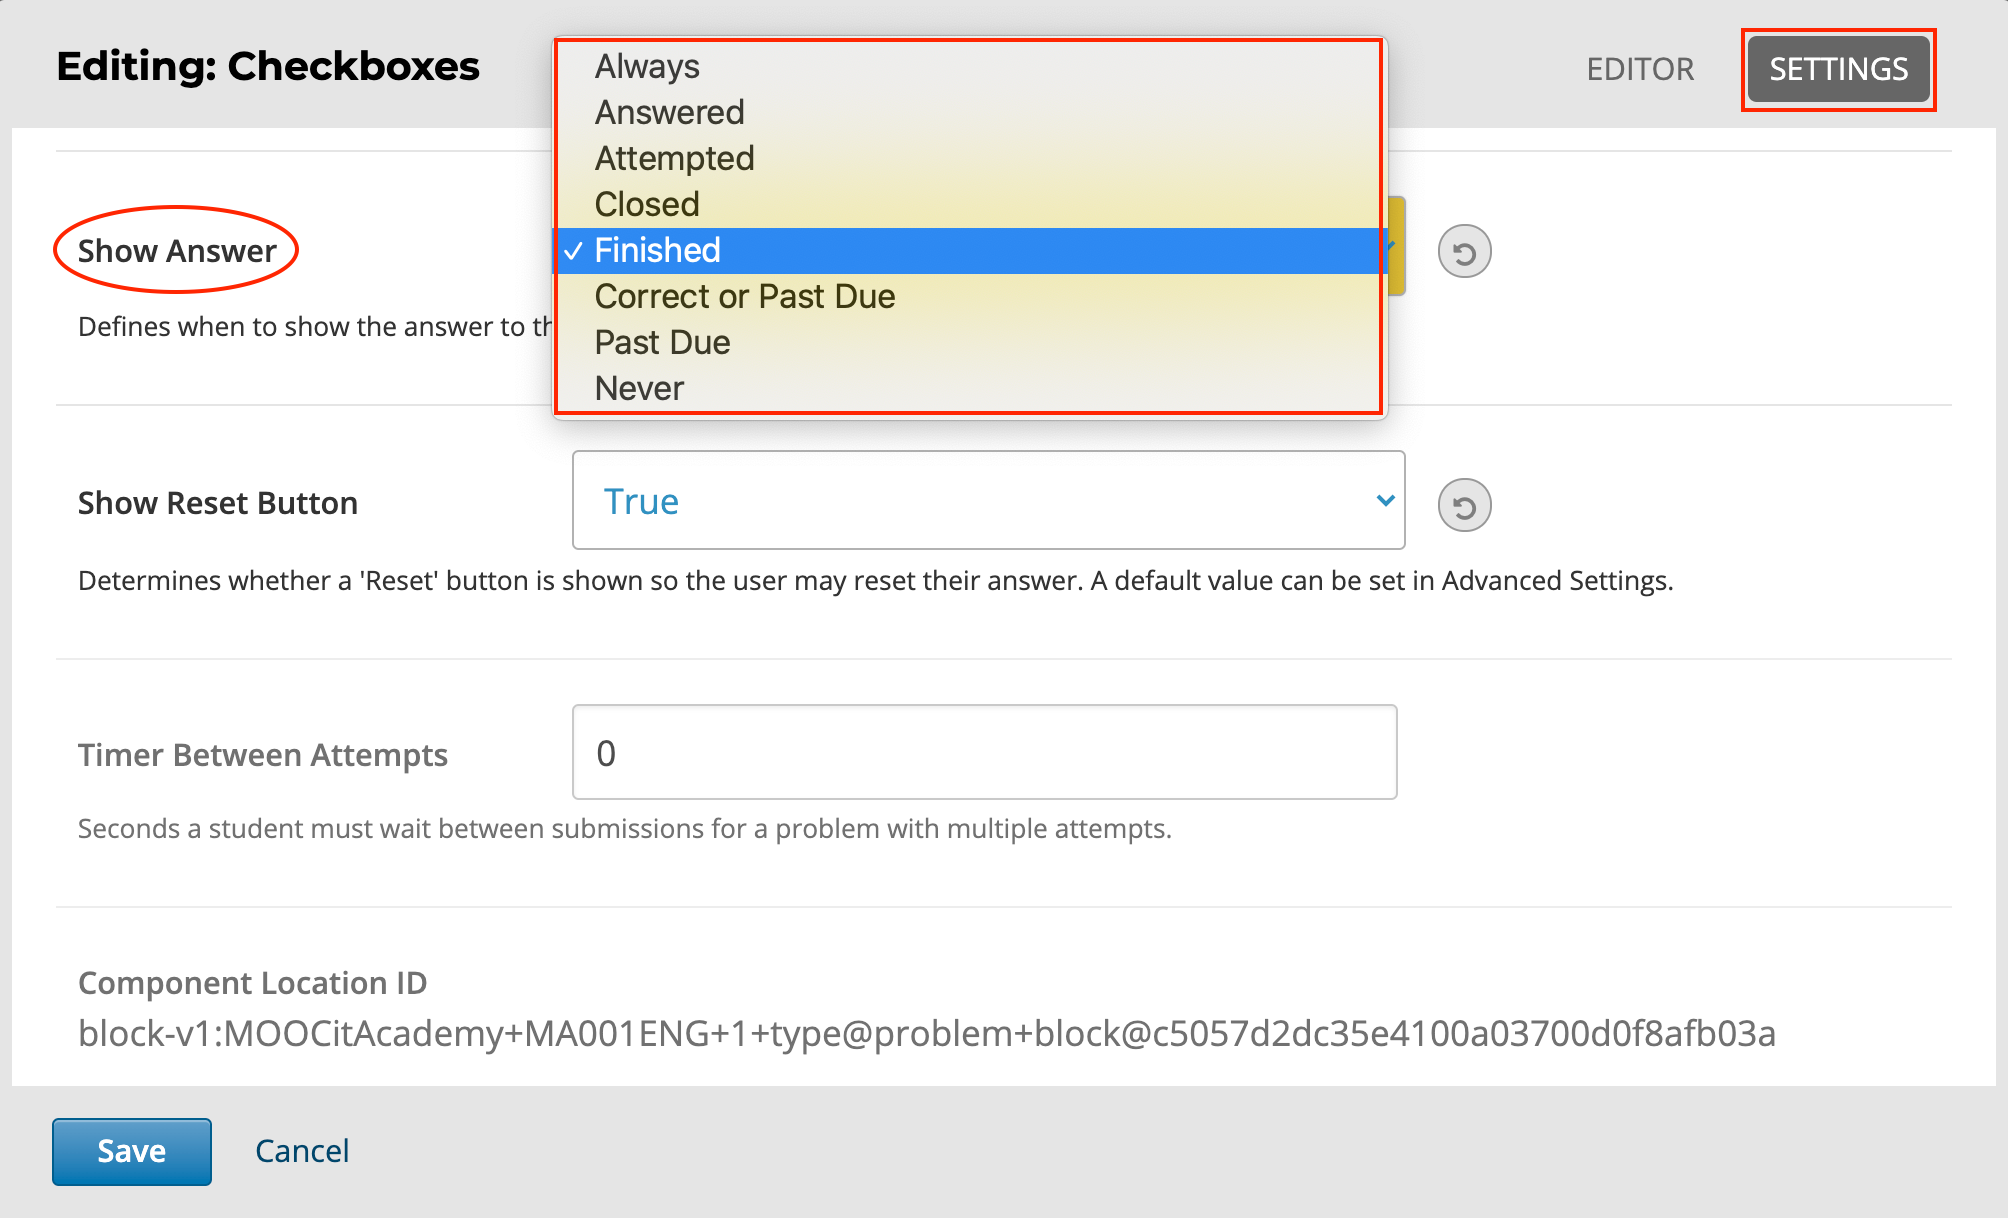 Editing: Checkboxes
EDITOR
SETTINGS
Always
Answered
Attempted
Closed
✓ Finished
Correct or Past Due
Past Due
Never
Show Answer
Defines when to show the answer to
Show Reset Button
True
Determines whether a 'Reset' button is shown so the user may reset their answer. A default value can be set in Advanced Settings.
Timer Between Attempts
0
Seconds a student must wait between submissions for a problem with multiple attempts.
Component Location ID
block-v1:MOOCitAcademy+MA001ENG+1+type@problem+block@c5057d2dc35e4100a03700d0f8afb03a
Save
Cancel